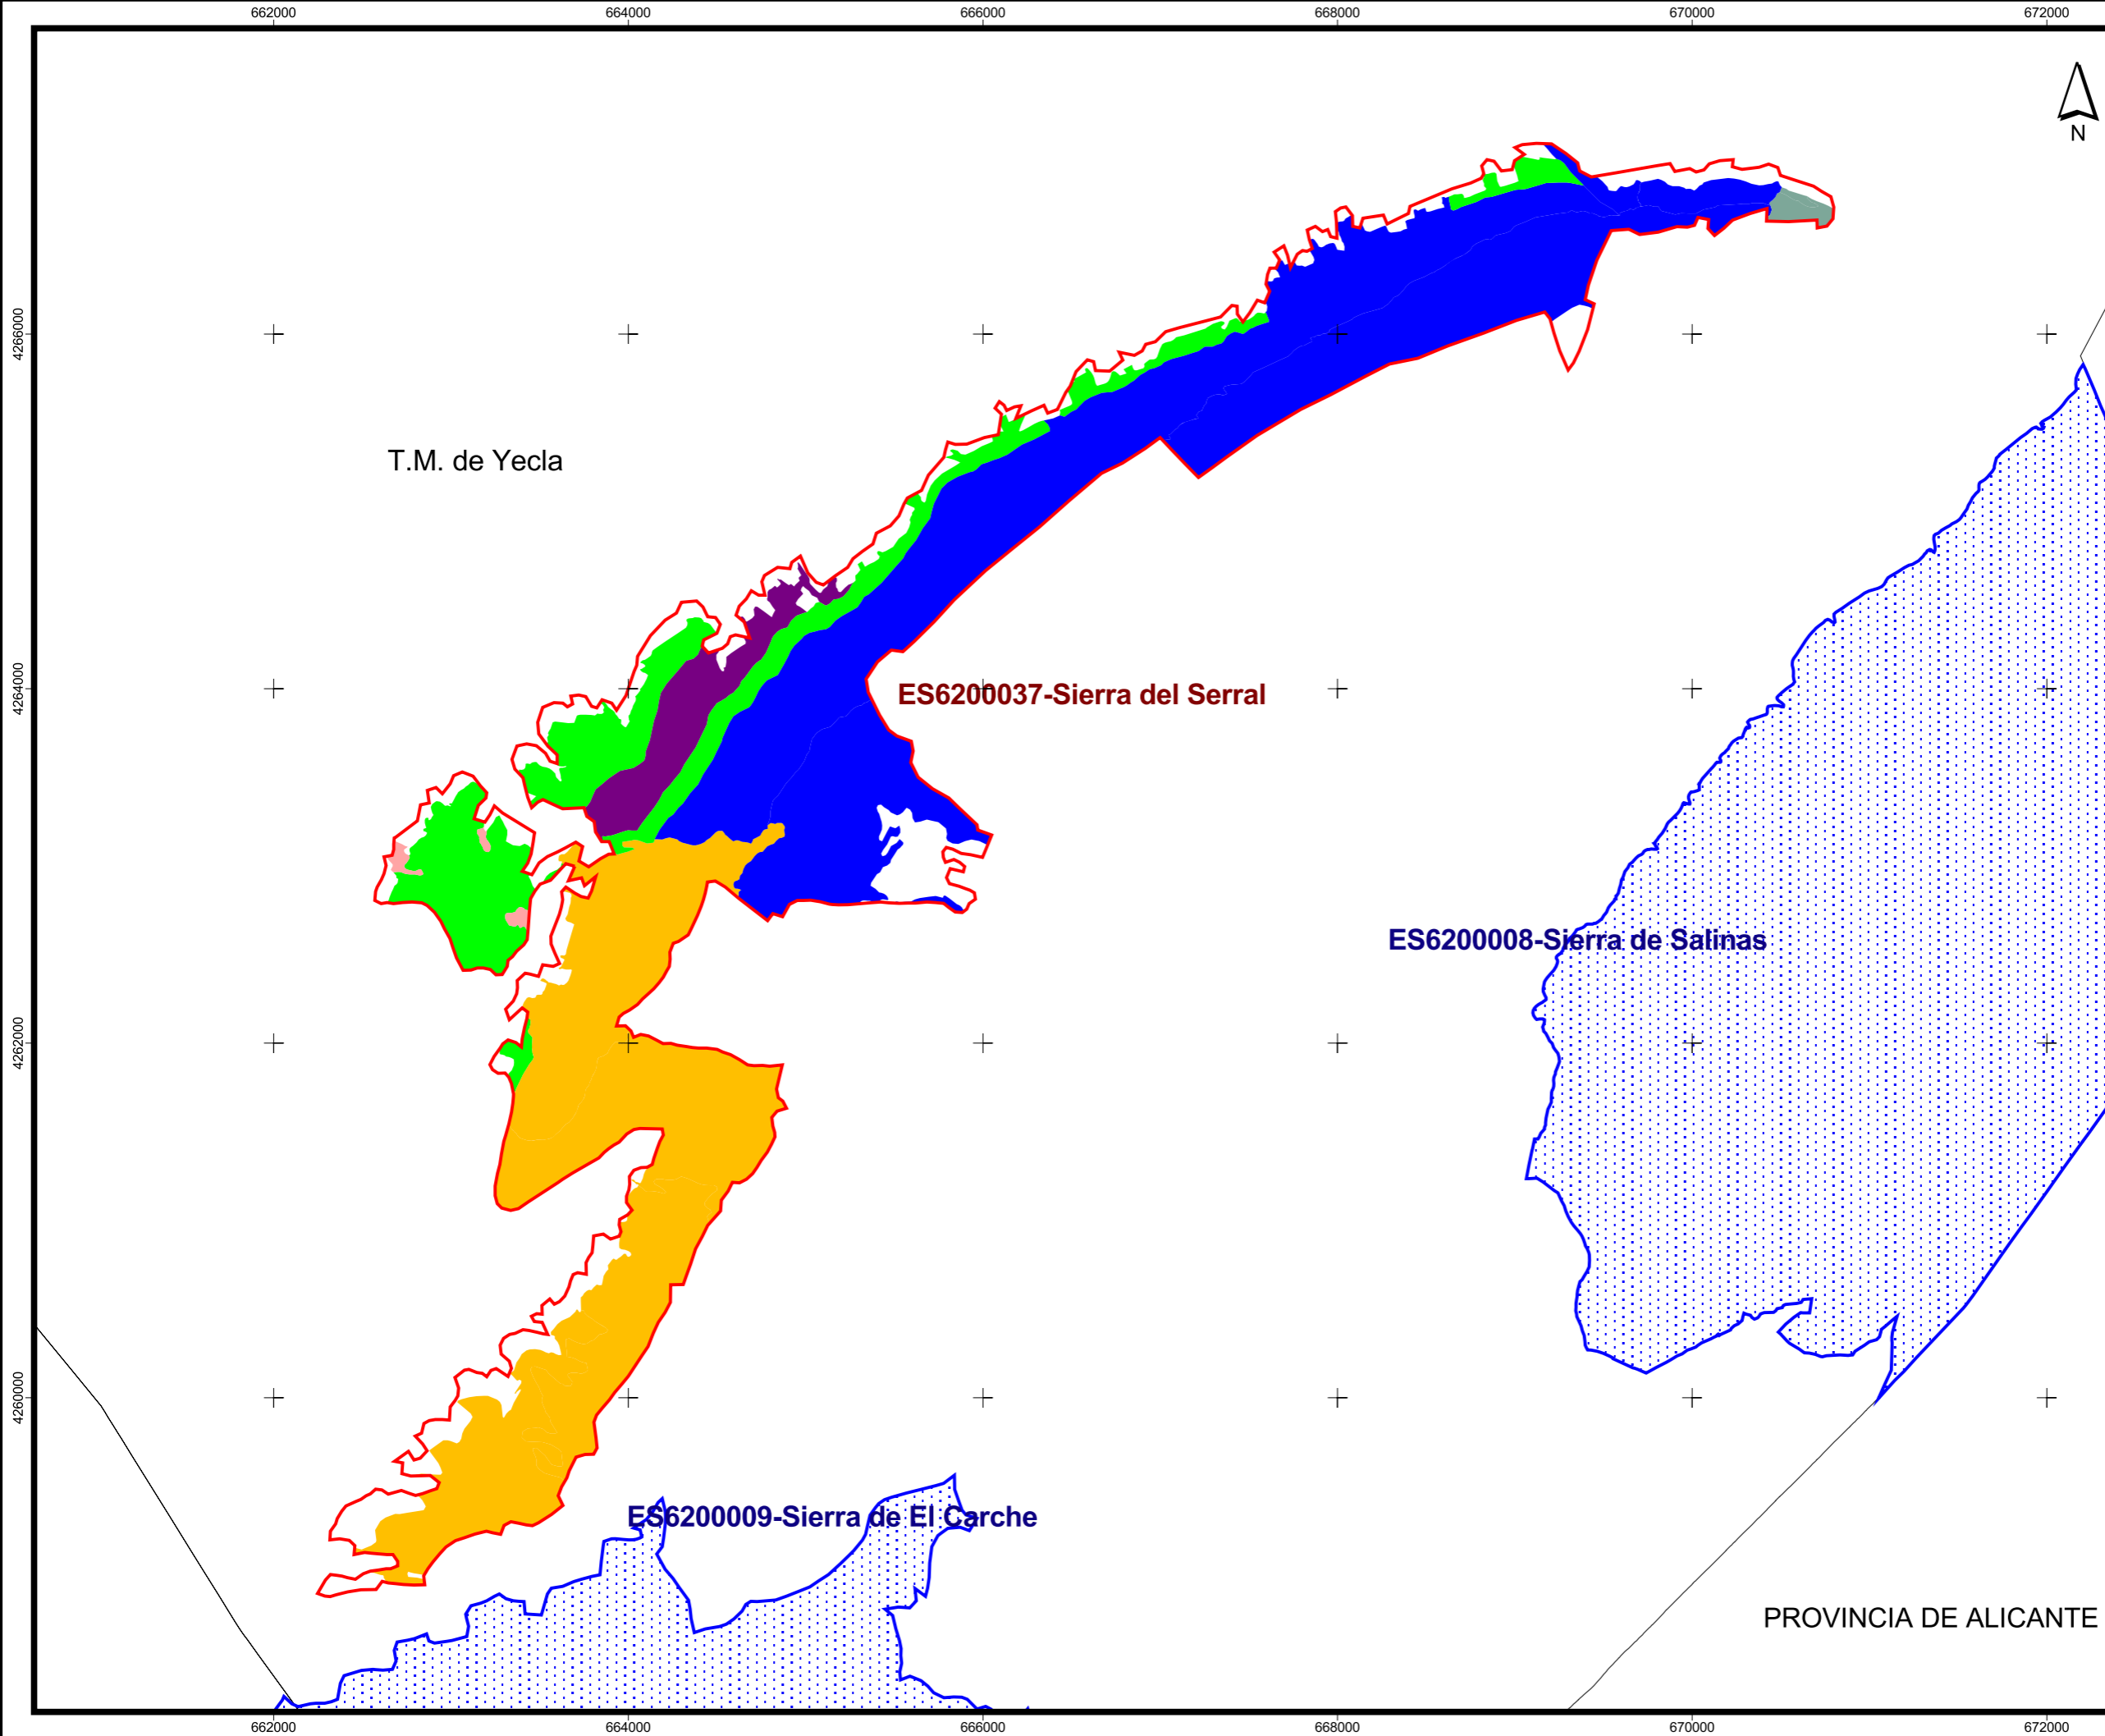 662000 664000 666000 668000 670000 672000
N
4266000
T.M. de Yecla
4264000
ES6200037-Sierra del Serral
ES6200008-Sierra de Salinas
4262000
4260000
ES6200009-Sierra de El Carche
PROVINCIA DE ALICANTE
662000 664000 666000 668000 670000 672000